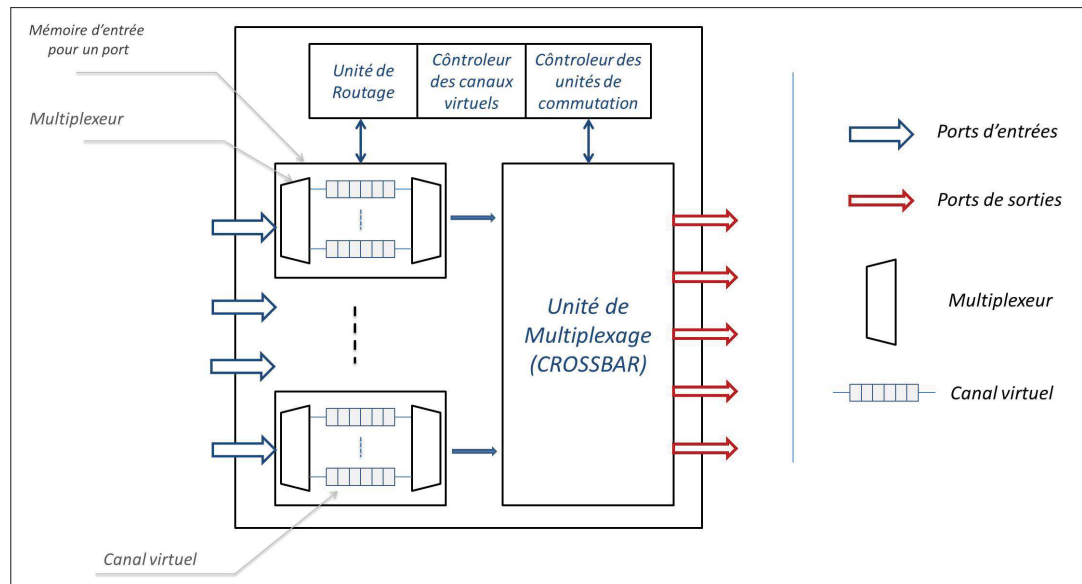 Mémoire d'entrée
pour un port
Multiplexeur
Unité de
Routage
Côntroleur
des canaux
virtuels
Côntroleur des
unités de
commutation
Unité de
Multiplexage
(CROSSBAR)
Canal virtuel
Ports d'entrées
Ports de sorties
Multiplexeur
Canal virtuel